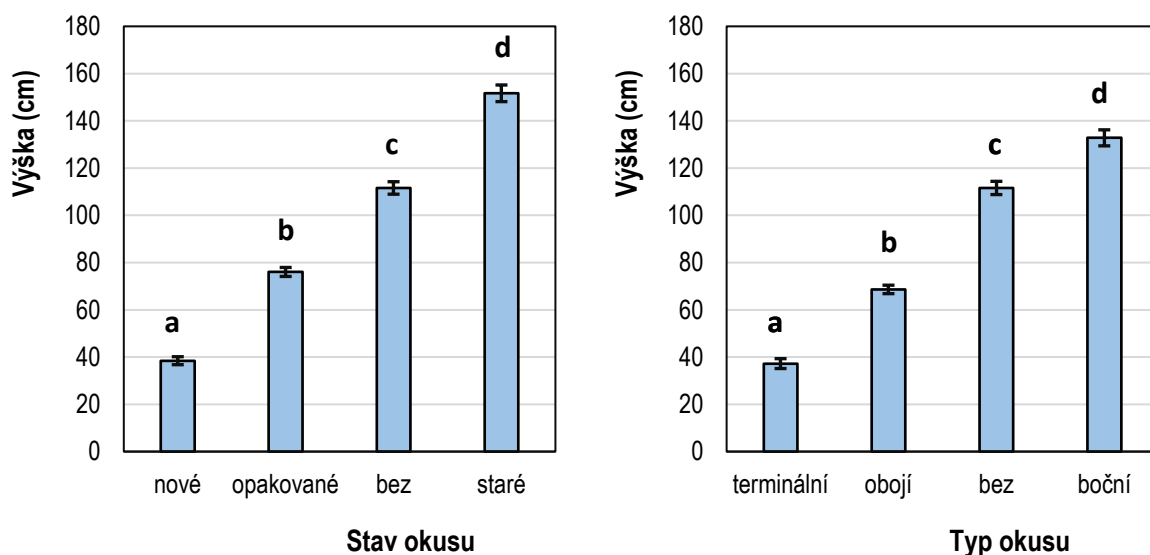 Výška (cm)
180
160
140
120
100
80
60
40
20
0
a
b
c
d
nové opakované bez staré
Stav okusu
Výška (cm)
180
160
140
120
100
80
60
40
20
0
a
b
c
d
terminální obojí bez boční
Typ okusu